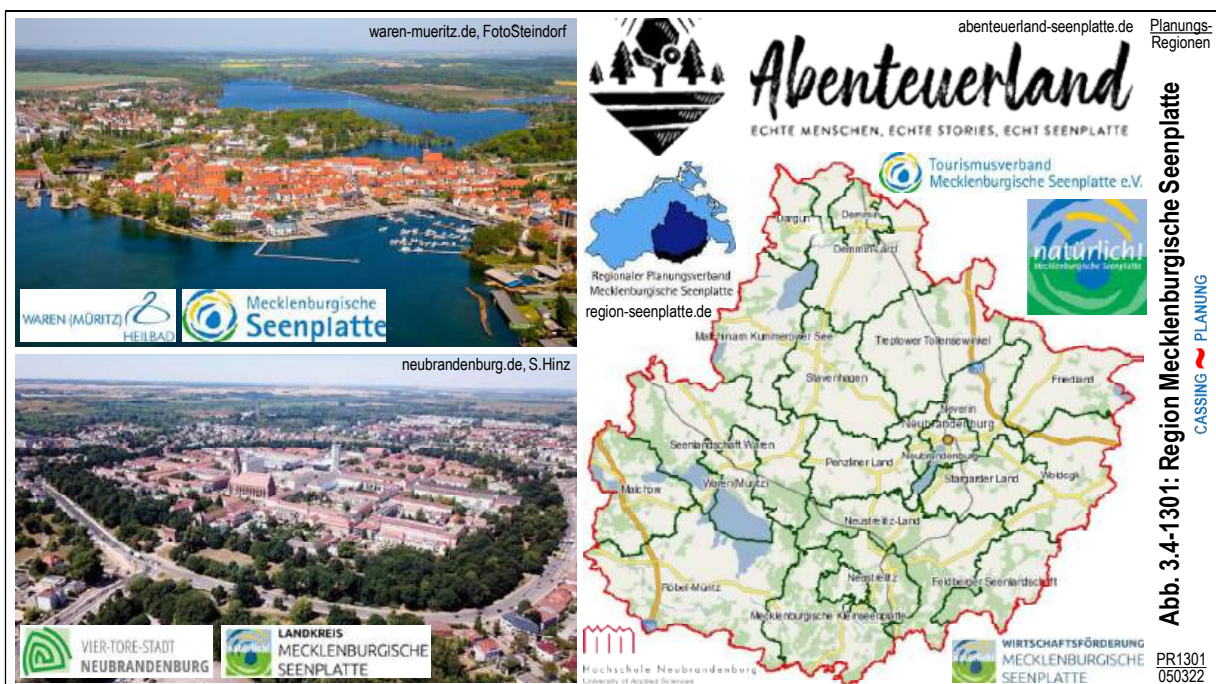 waren-mueritz.de, FotoSteindorf
WAREN (MÜRITZ)
HEILBAD
Mecklenburgische
Seenplatte
neubrandenburg.de, S.Hinz
VIER-TORE-STADT
NEUBRANDENBURG
natürlich!
LANDKREIS
MECKLENBURGISCHE
SEENPLATTE
abenteuerland-seenplatte.de
Abenteuerland
ECHTE MENSCHEN, ECHTE STORIES, ECHT SEENPLATTE
Tourismusverband
Mecklenburgische Seenplatte e.V.
natürlich!
Mecklenburgische Seenplatte
Regionaler Planungsverband
Mecklenburgische Seenplatte
region-seenplatte.de
Dargun
Demmin
Demmin-Land
Malchin am Kummerower See
Treptower Tollensewinkel
Stavenhagen
Friedland
Neverin
Neubrandenburg
Neubrandenburg
Seenlandschaft Waren
Penzliner Land
Stargarder Land
Woldegk
Malchow
Waren (Müritz)
Neustrelitz-Land
Röbel-Müritz
Neustrelitz
Feldberger Seenlandschaft
Mecklenburgische Kleinseenplatte
Hochschule Neubrandenburg
University of Applied Sciences
natürlich!
WIRTSCHAFTSFÖRDERUNG
MECKLENBURGISCHE
SEENPLATTE
Planungs-
Regionen
Abb. 3.4-1301: Region Mecklenburgische Seenplatte
CASSING ~ PLANUNG
PR1301
050322